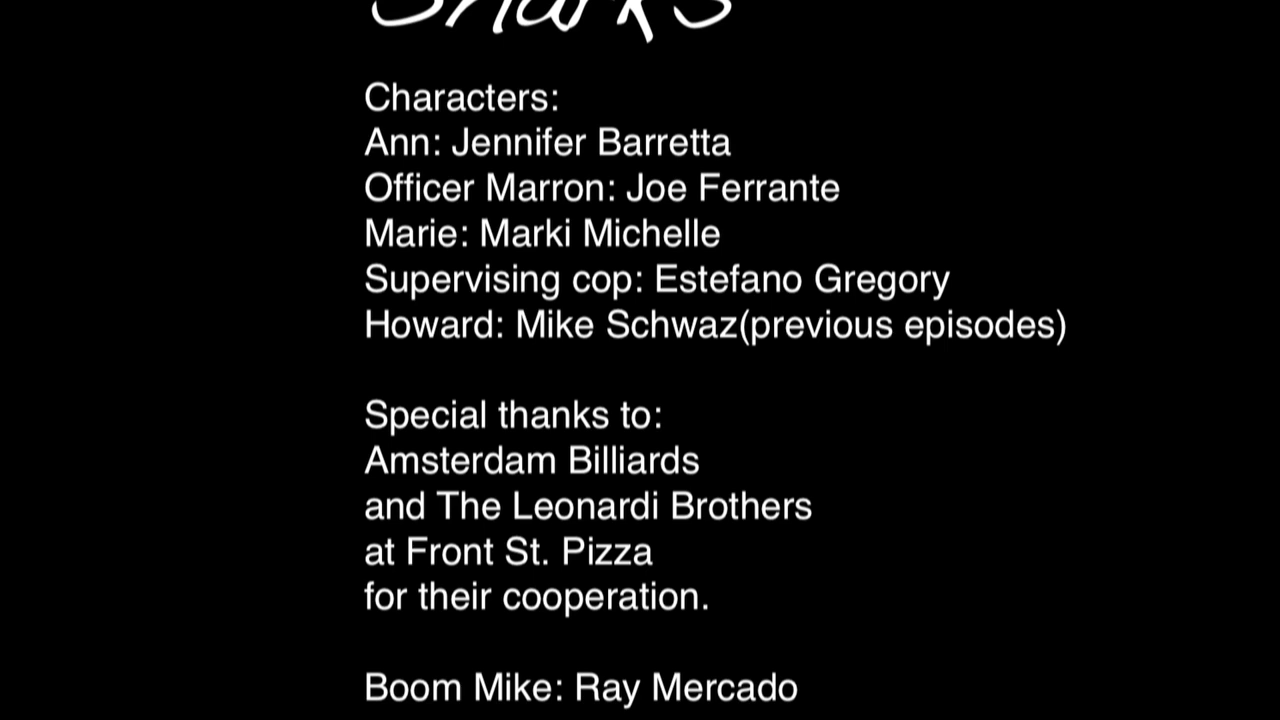 Sharks
Characters:
Ann: Jennifer Barretta
Officer Marron: Joe Ferrante
Marie: Marki Michelle
Supervising cop: Estefano Gregory
Howard: Mike Schwaz(previous episodes)
Special thanks to:
Amsterdam Billiards
and The Leonardi Brothers
at Front St. Pizza
for their cooperation.
Boom Mike: Ray Mercado